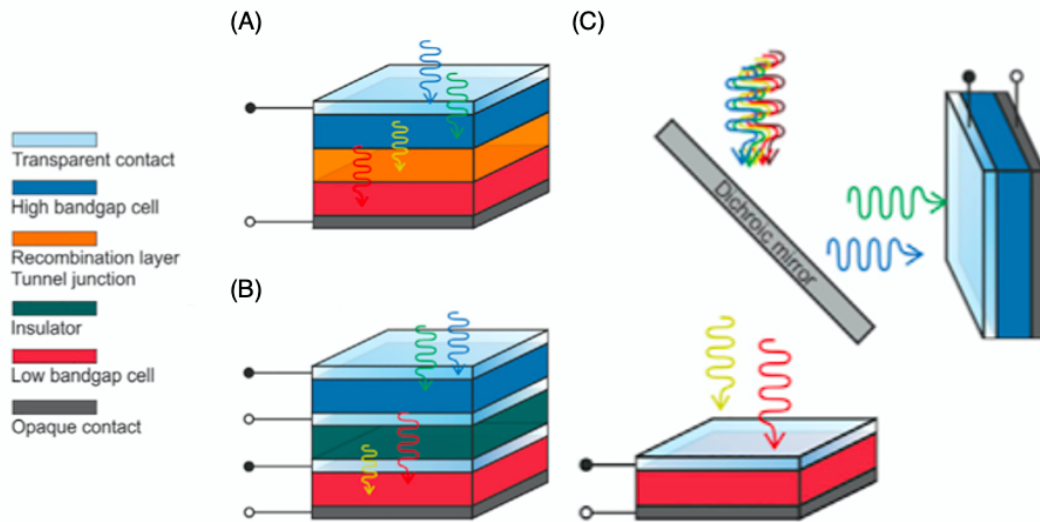 (A)
(C)
Transparent contact
High bandgap cell
Recombination layer
Tunnel junction
Insulator
Low bandgap cell
Opaque contact
(B)
Dichroic mirror